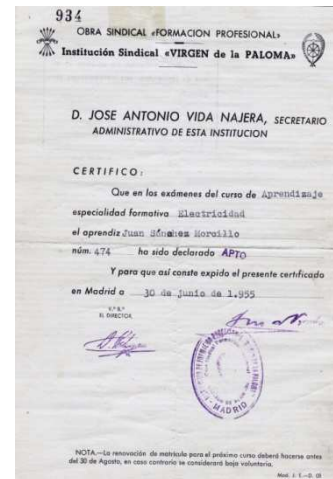 934
OBRA SINDICAL «FORMACION PROFESIONAL»
Institución Sindical «VIRGEN de la PALOMA»
D. JOSE ANTONIO VIDA NAJERA, SECRETARIO
ADMINISTRATIVO DE ESTA INSTITUCION
CERTIFICO:
Que en los exámenes del curso de Aprendizaje
especialidad formativa Electricidad
el aprendiz Juan Sánchez Morcillo
núm. 474 ha sido declarado APTO
Y para que así conste expido el presente certificado
en Madrid a 30 de junio de 1.955
V.º B.º
EL DIRECTOR,
MADRID
NOTA.—La renovación de matrícula para el próximo curso deberá hacerse antes
del 30 de Agosto, en caso contrario se considerará baja voluntaria.